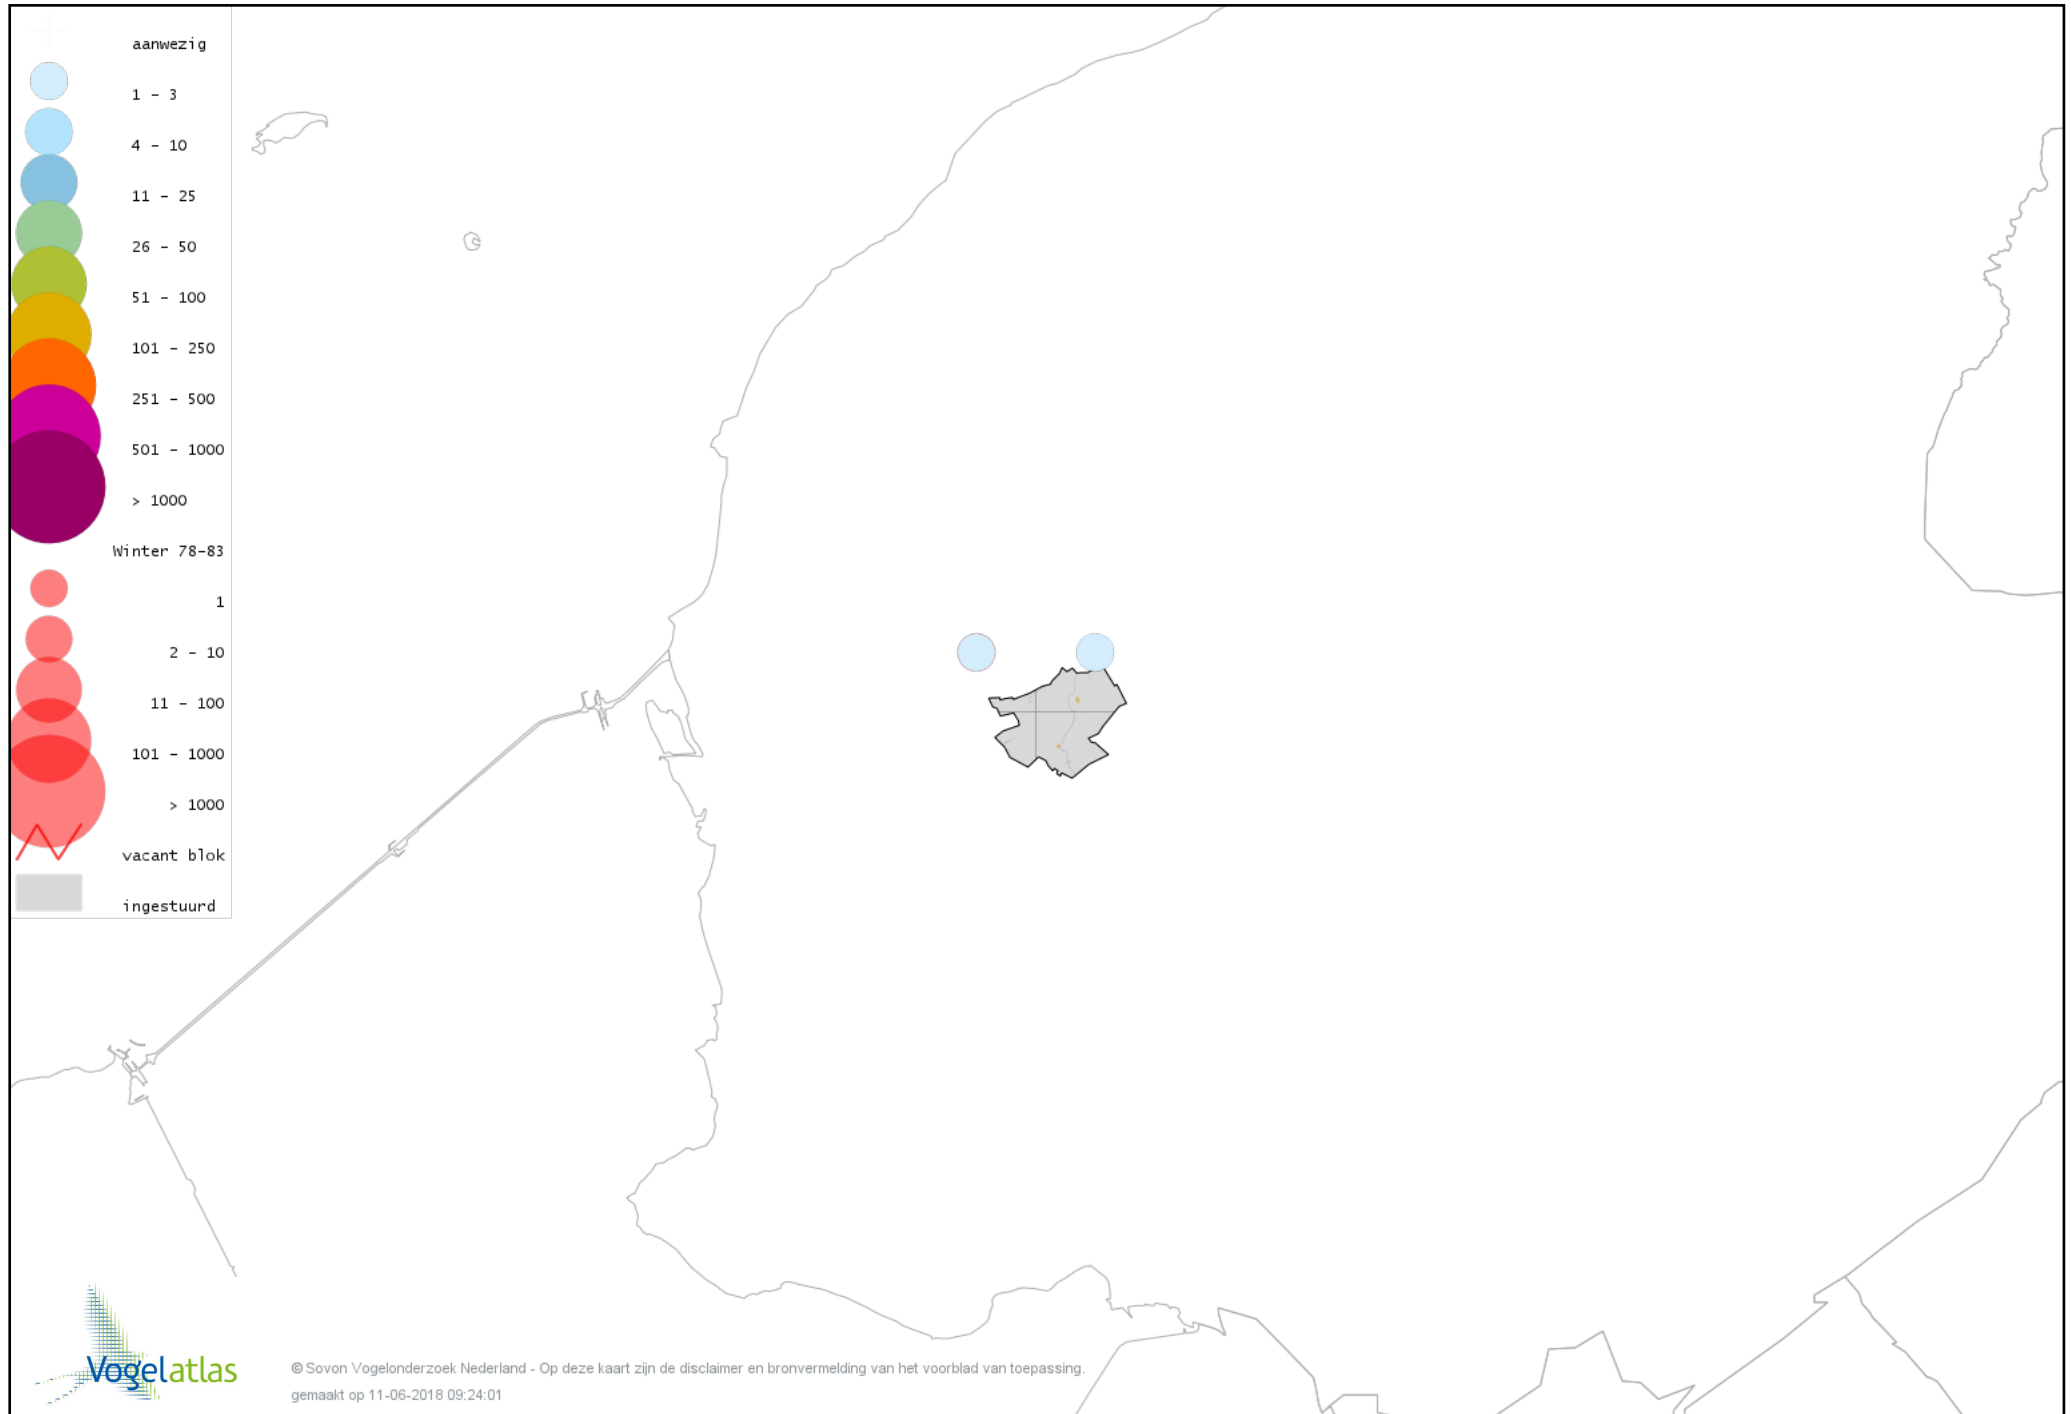 aanwezig
1 - 3
4 - 10
11 - 25
26 - 50
51 - 100
101 - 250
251 - 500
501 - 1000
> 1000
Winter 78-83
1
2 - 10
11 - 100
101 - 1000
> 1000
vacant blok
ingestuurd
Vogelatlas
© Sovon Vogelonderzoek Nederland - Op deze kaart zijn de disclaimer en bronvermelding van het voorblad van toepassing.
gemaakt op 11-06-2018 09:24:01